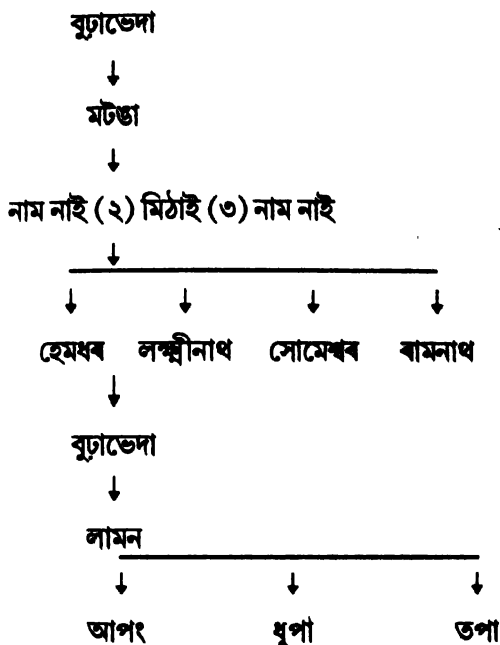 বুঢ়াভেদা
মটঙা
নাম নাই (২) মিঠাই (৩) নাম নাই
হেমধৰ লক্ষ্মীনাথ সোমেশ্বৰ ৰামনাথ
বুঢ়াভেদা
লামন
আপং ধৃপা তপা